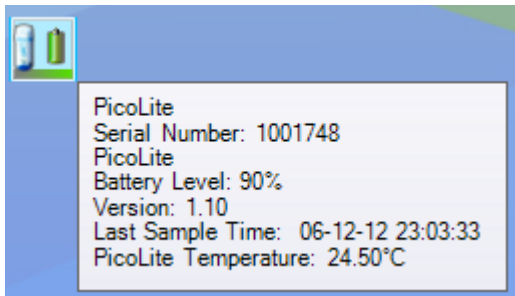 PicoLite
Serial Number: 1001748
PicoLite
Battery Level: 90%
Version: 1.10
Last Sample Time: 06-12-12 23:03:33
PicoLite Temperature: 24.50°C